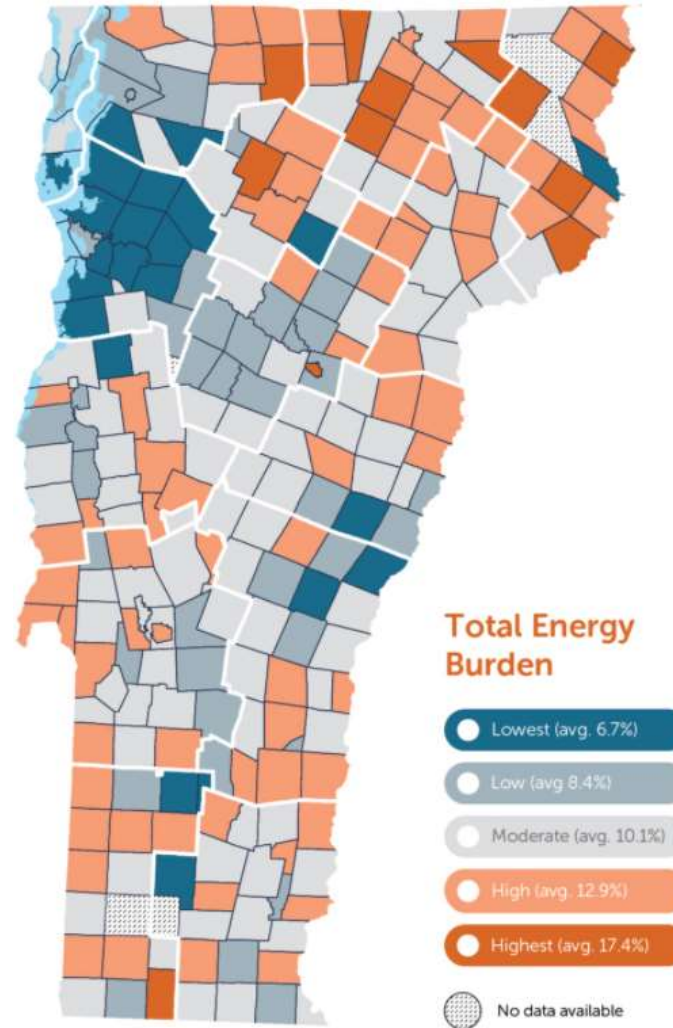 Total Energy
Burden
Lowest (avg. 6.7%)
Low (avg 8.4%)
Moderate (avg. 10.1%)
High (avg. 12.9%)
Highest (avg. 17.4%)
No data available